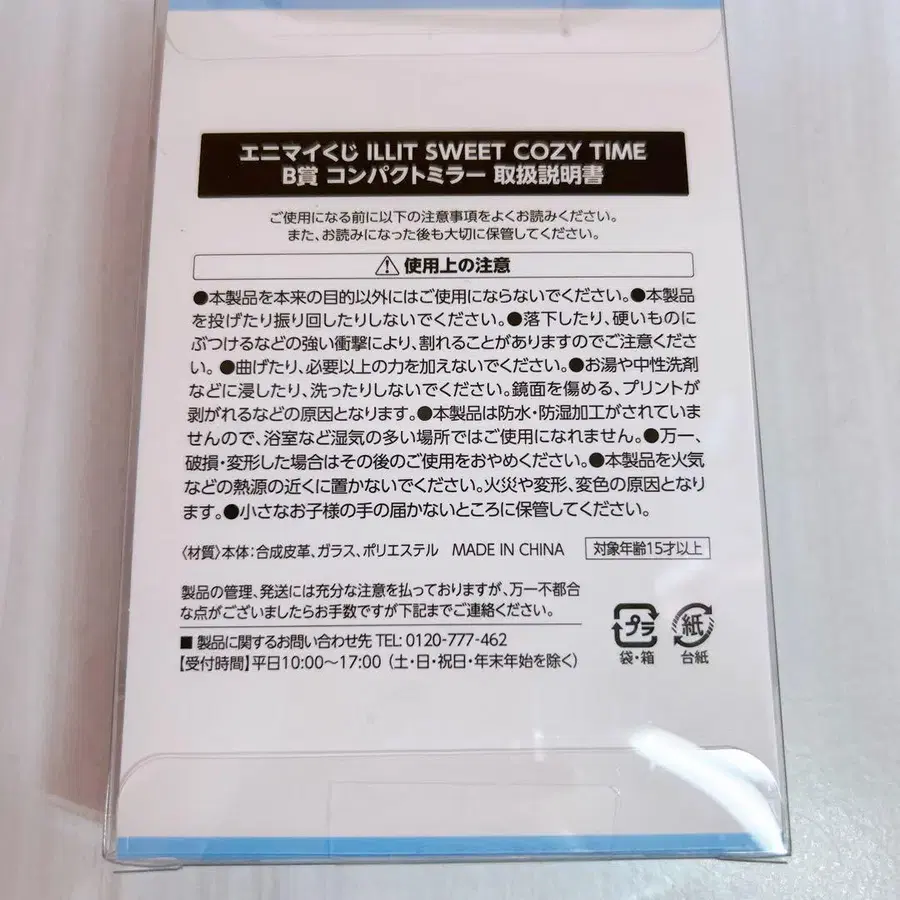 エニマイくじ ILLIT SWEET COZY TIME
B賞 コンパクトミラー 取扱説明書
ご使用になる前に以下の注意事項をよくお読みください。
また、お読みになった後も大切に保管してください。
使用上の注意
●本製品を本来の目的以外にはご使用にならないでください。●本製品
を投げたり振り回したりしないでください。●落下したり、硬いものに
ぶつけるなどの強い衝撃により、割れることがありますのでご注意くださ
い。●曲げたり、必要以上の力を加えないでください。●お湯や中性洗剤
などに浸したり、洗ったりしないでください。鏡面を傷める、プリントが
剥がれるなどの原因となります。●本製品は防水・防湿加工がされていま
せんので、浴室など湿気の多い場所ではご使用になれません。●万一、
破損・変形した場合はその後のご使用をおやめください。●本製品を火気
などの熱源の近くに置かないでください。火災や変形、変色の原因となり
ます。●小さなお子様の手の届かないところに保管してください。
〈材質〉本体:合成皮革、ガラス、ポリエステル MADE IN CHINA 対象年齢15才以上
製品の管理、発送には充分な注意を払っておりますが、万一不都合
な点がございましたらお手数ですが下記までご連絡ください。
■ 製品に関するお問い合わせ先 TEL: 0120-777-462
【受付時間】平日10:00〜17:00(土・日・祝日・年末年始を除く)
プラ
袋・箱
紙
台紙